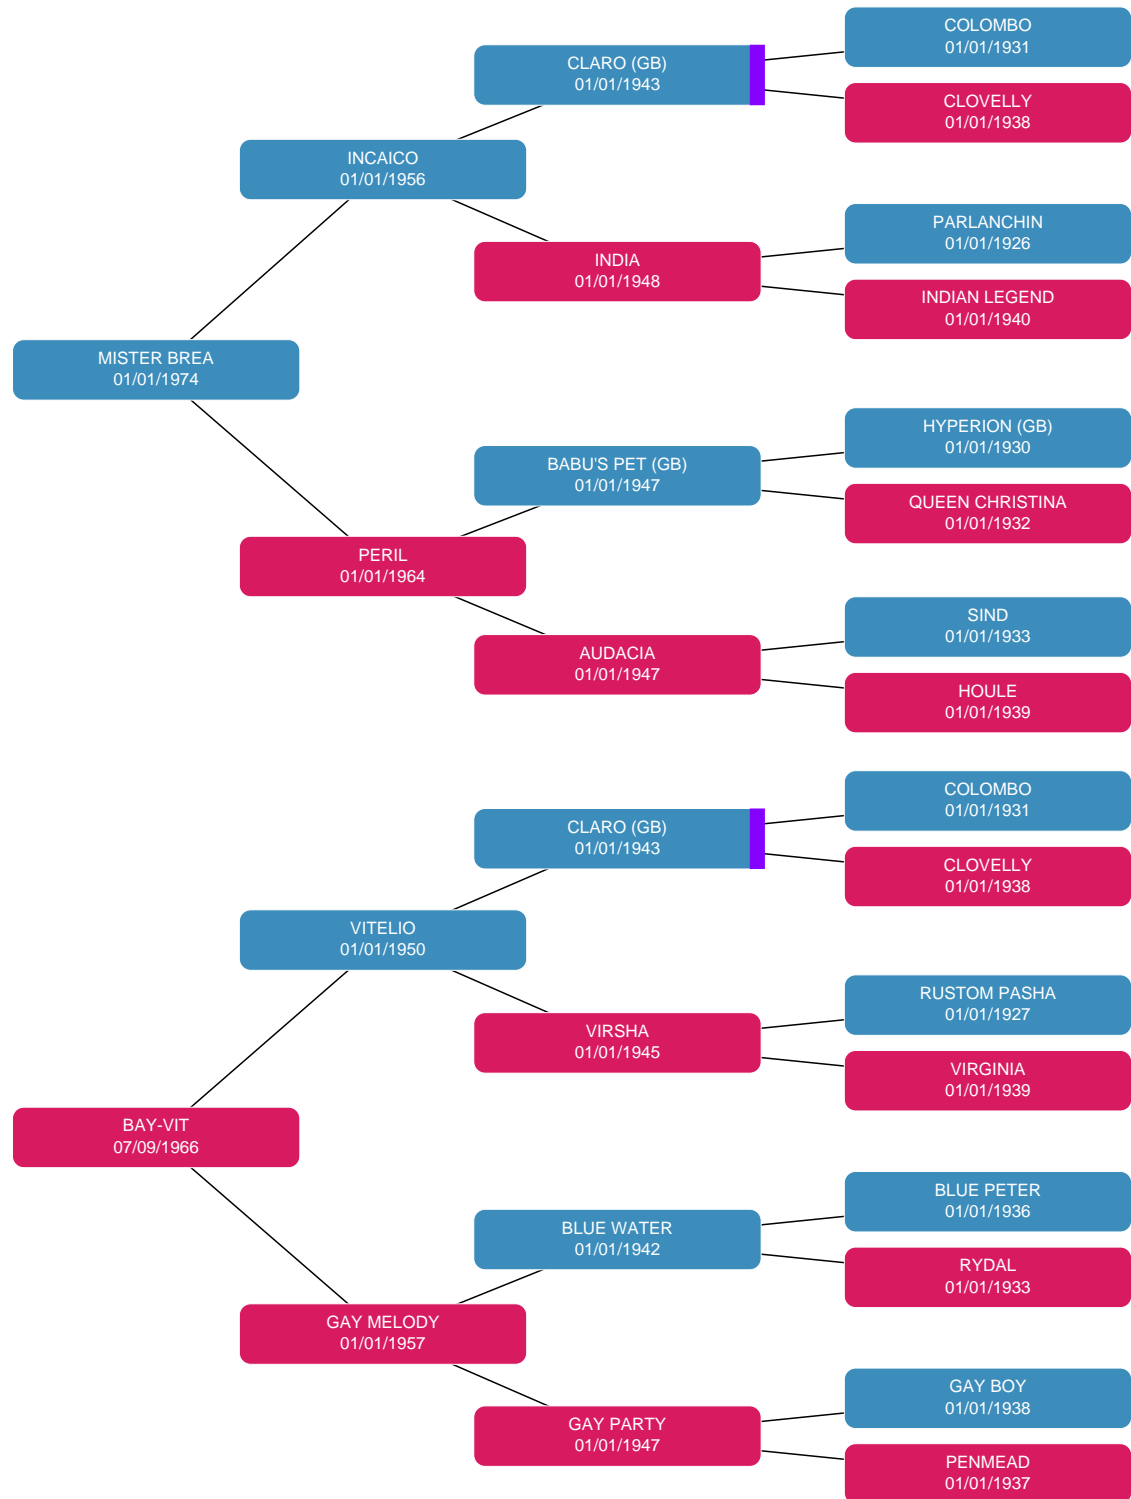 COLOMBO
01/01/1931
CLARO (GB)
01/01/1943
CLOVELLY
01/01/1938
INCAICO
01/01/1956
PARLANCHIN
01/01/1926
INDIA
01/01/1948
INDIAN LEGEND
01/01/1940
MISTER BREA
01/01/1974
HYPERION (GB)
01/01/1930
BABU'S PET (GB)
01/01/1947
QUEEN CHRISTINA
01/01/1932
PERIL
01/01/1964
SIND
01/01/1933
AUDACIA
01/01/1947
HOULE
01/01/1939
COLOMBO
01/01/1931
CLARO (GB)
01/01/1943
CLOVELLY
01/01/1938
VITELIO
01/01/1950
RUSTOM PASHA
01/01/1927
VIRSHA
01/01/1945
VIRGINIA
01/01/1939
BAY-VIT
07/09/1966
BLUE PETER
01/01/1936
BLUE WATER
01/01/1942
RYDAL
01/01/1933
GAY MELODY
01/01/1957
GAY BOY
01/01/1938
GAY PARTY
01/01/1947
PENMEAD
01/01/1937